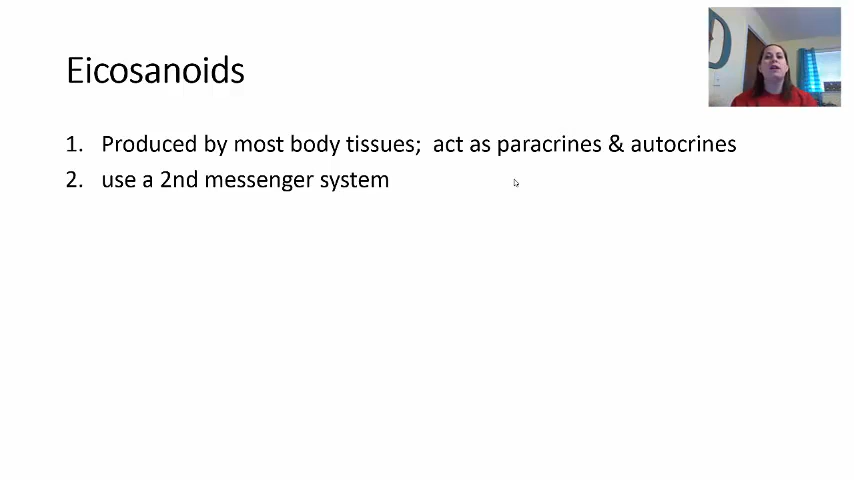 Eicosanoids
1. Produced by most body tissues; act as paracrines & autocrines
2. use a 2nd messenger system